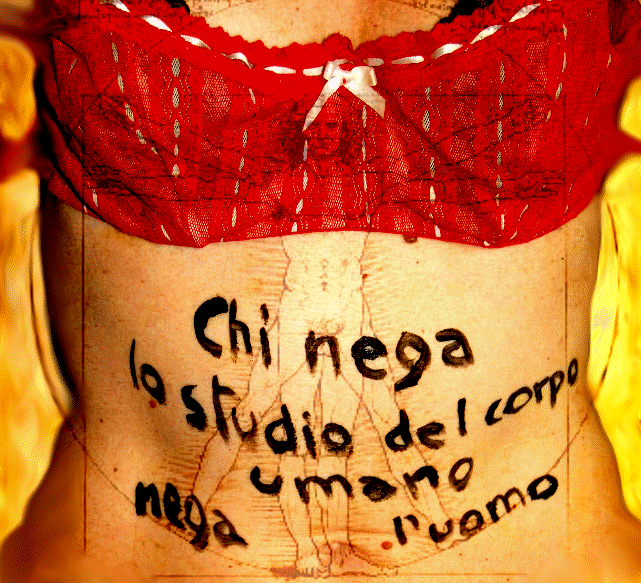 Chi nega
lo studio del corpo
umano
nega l'uomo